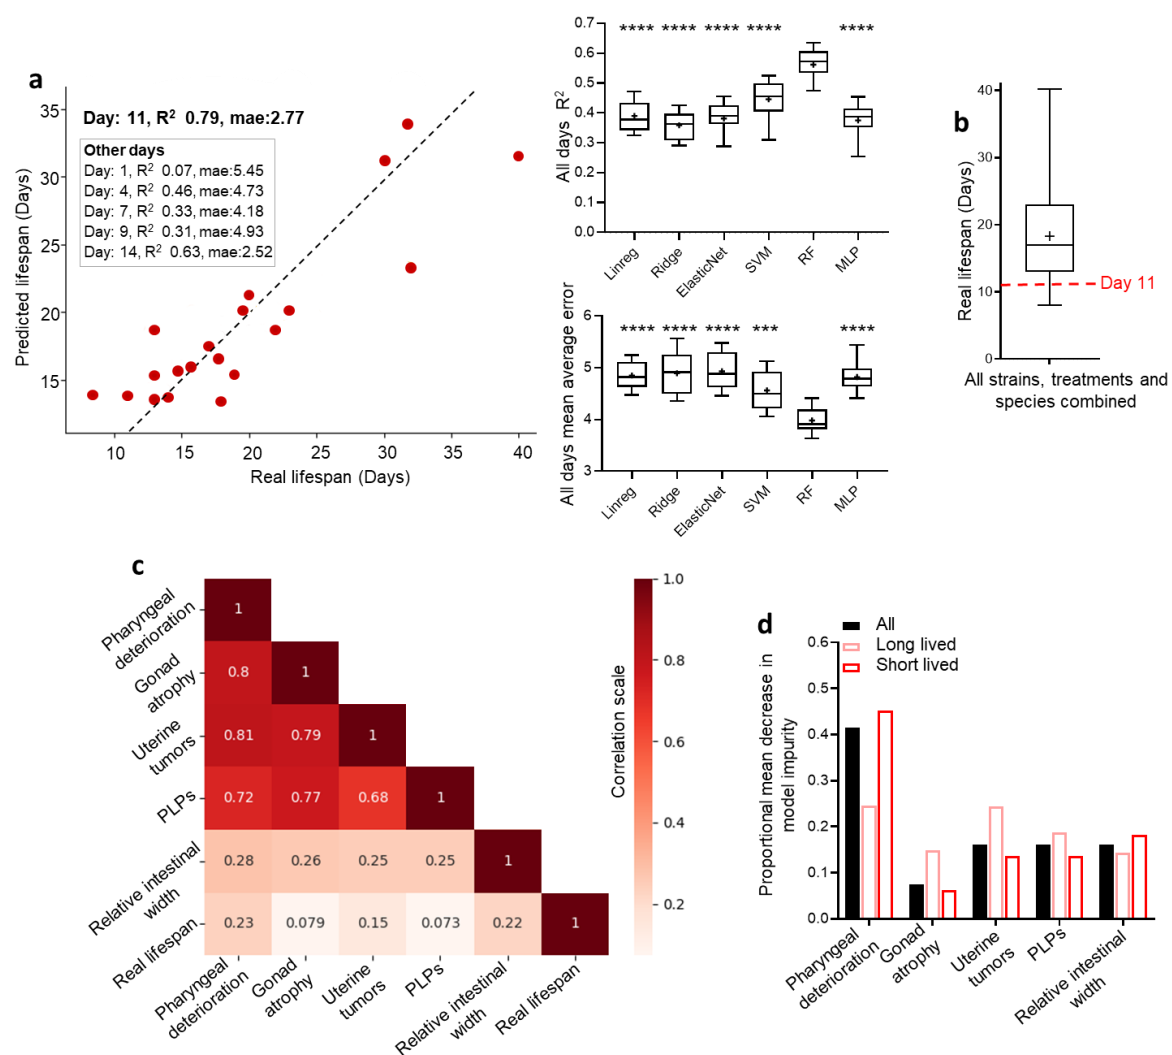 a
Day: 11, R² 0.79, mae:2.77
Other days
Day: 1, R² 0.07, mae:5.45
Day: 4, R² 0.46, mae:4.73
Day: 7, R² 0.33, mae:4.18
Day: 9, R² 0.31, mae:4.93
Day: 14, R² 0.63, mae:2.52
Predicted lifespan (Days)
35
30
25
20
15
10 15 20 25 30 35 40
Real lifespan (Days)
All days R²
0.7
0.6
0.5
0.4
0.3
0.2
0.1
0.0
**** **** **** **** ****
Linreg Ridge ElasticNet SVM RF MLP
All days mean average error
6
5
4
3
**** **** **** *** ****
Linreg Ridge ElasticNet SVM RF MLP
b
Real lifespan (Days)
40
30
20
10
0
Day 11
All strains, treatments and
species combined
c
Pharyngeal
deterioration
1
Gonad
atrophy
0.8 1
Uterine
tumors
0.81 0.79 1
PLPs
0.72 0.77 0.68 1
Relative intestinal
width
0.28 0.26 0.25 0.25 1
Real lifespan
0.23 0.079 0.15 0.073 0.22 1
Pharyngeal
deterioration
Gonad
atrophy
Uterine
tumors
PLPs
Relative intestinal
width
Real lifespan
Correlation scale
1.0
0.8
0.6
0.4
0.2
d
All
Long lived
Short lived
Proportional mean decrease in
model impurity
0.6
0.5
0.4
0.3
0.2
0.1
0.0
Pharyngeal
deterioration
Gonad
atrophy
Uterine
tumors
PLPs
Relative intestinal
width